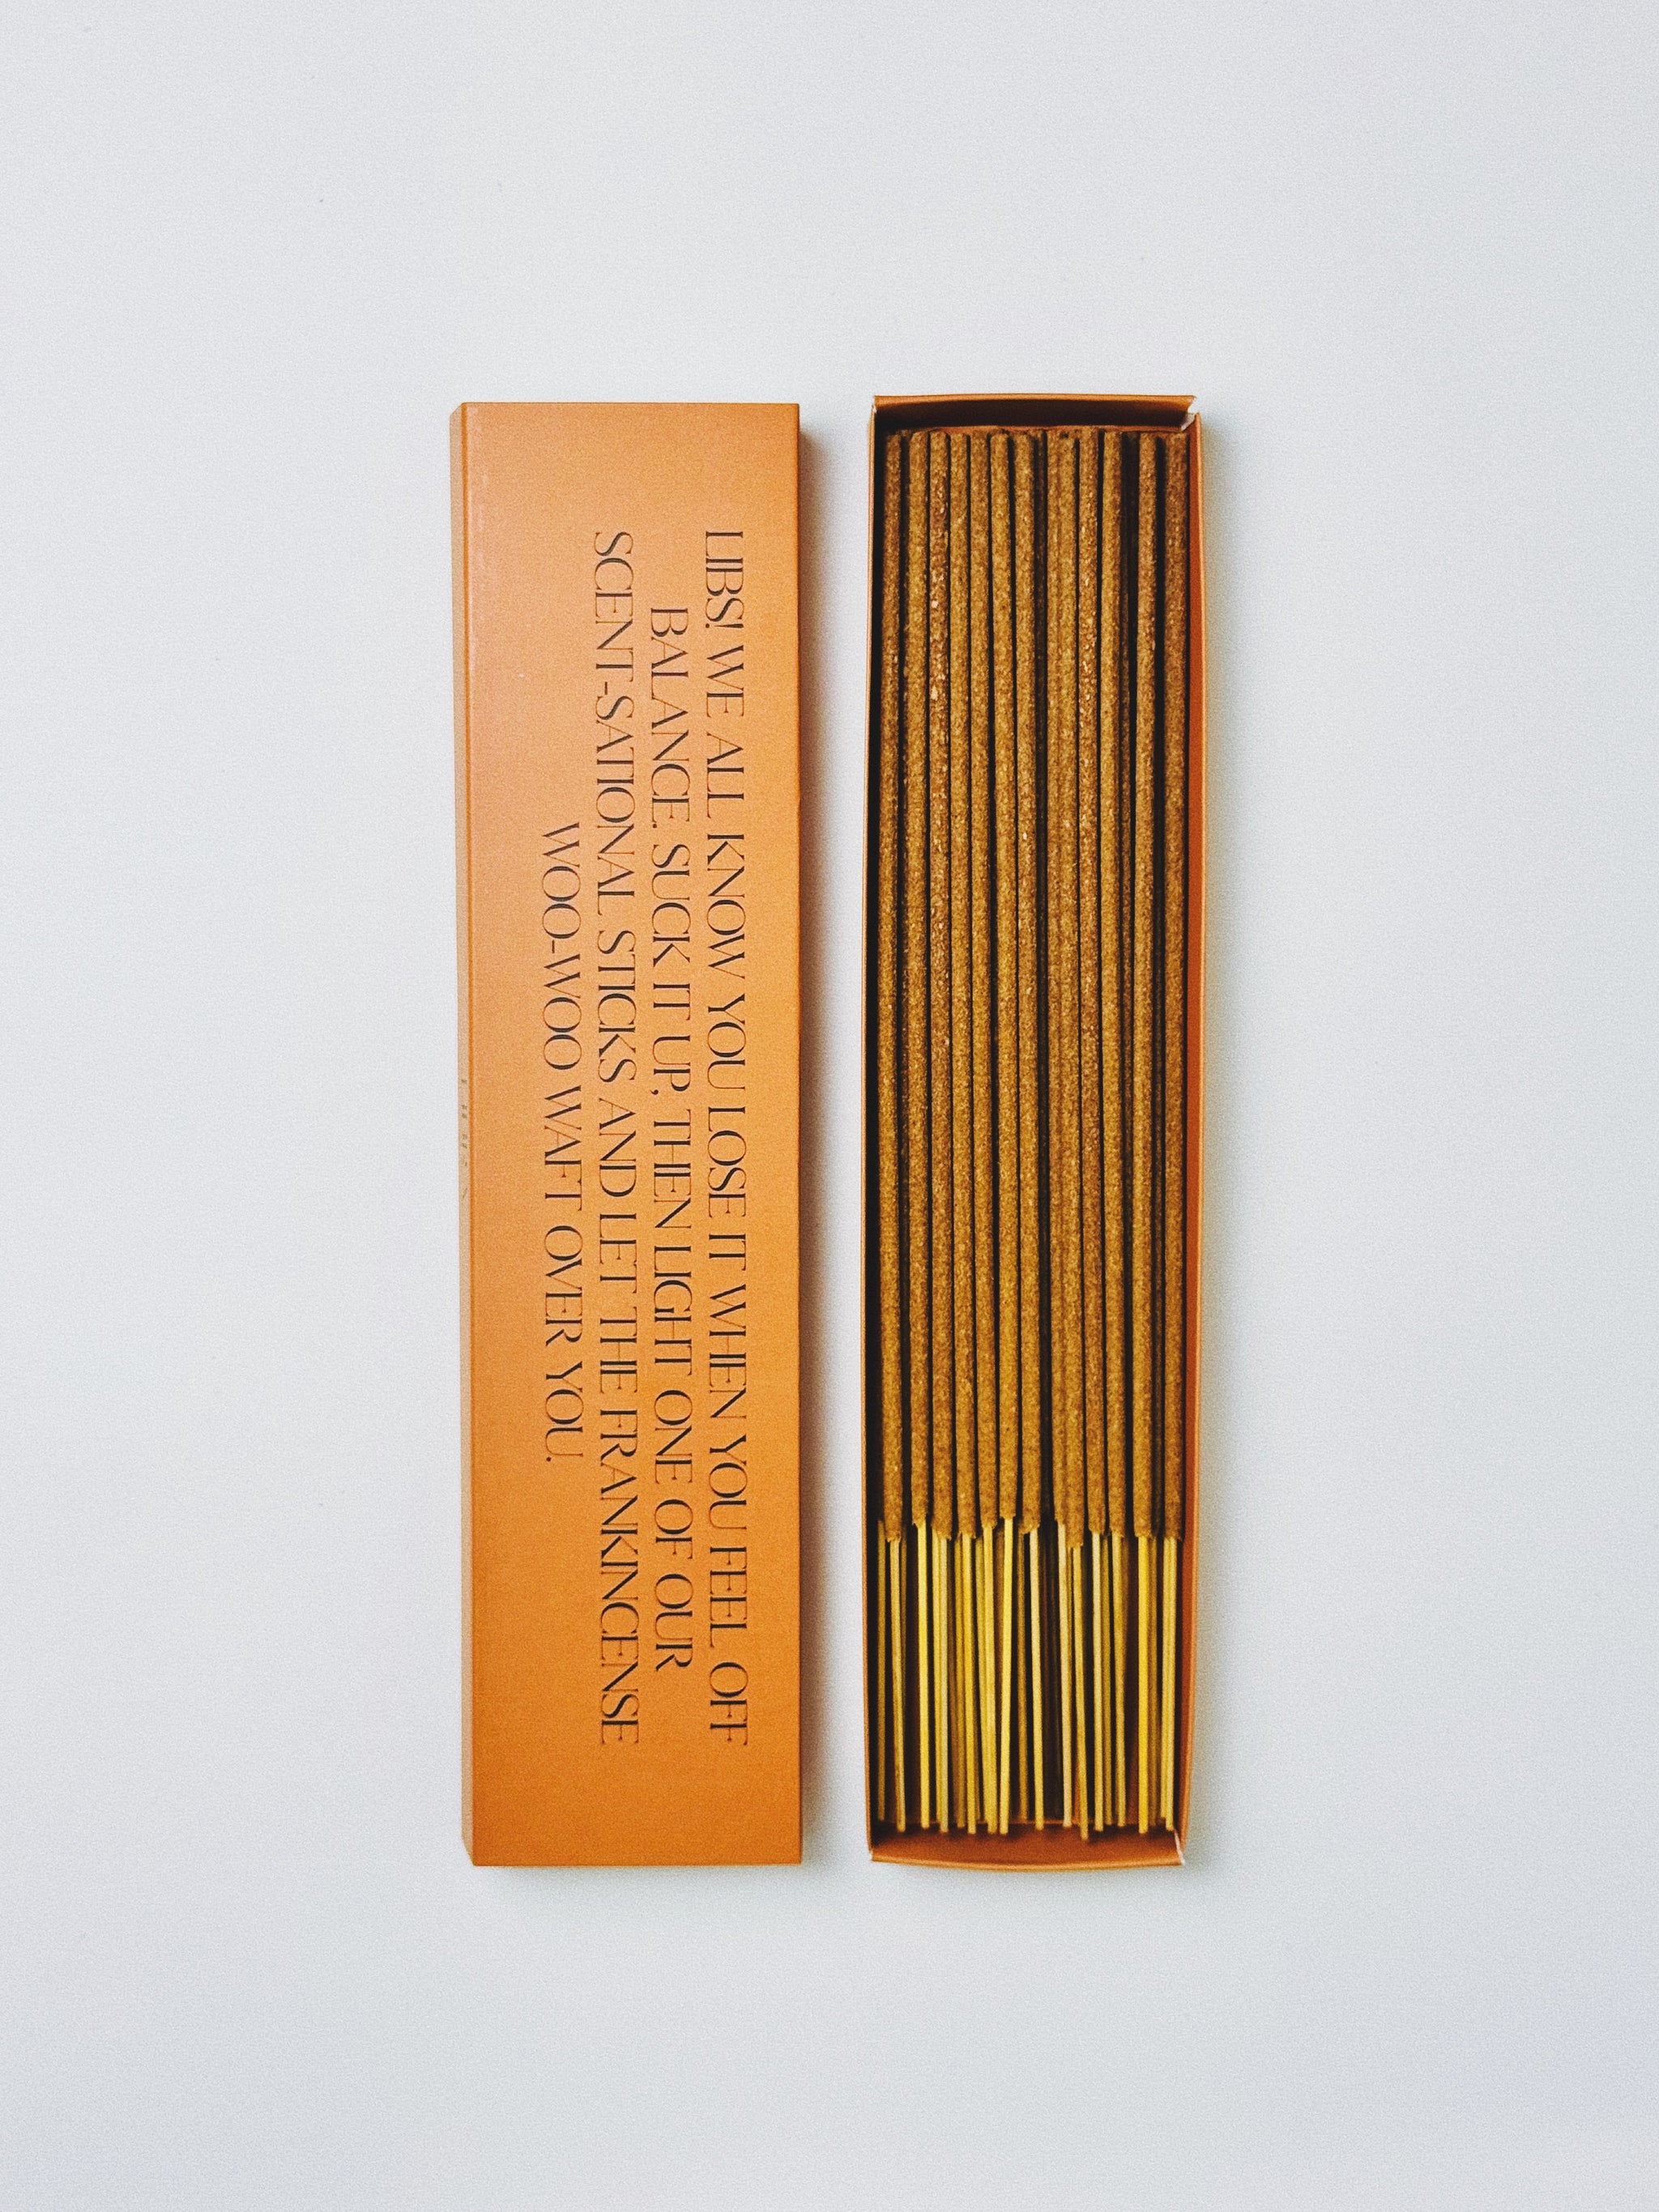 LIBS! WE ALL KNOW YOU LOSE IT WHEN YOU FEEL OFF
BALANCE. SUCK IT UP, THEN LIGHT ONE OF OUR
SCENT-SATIONAL STICKS AND LET THE FRANKINCENSE
WOO-WOO WAFT OVER YOU.